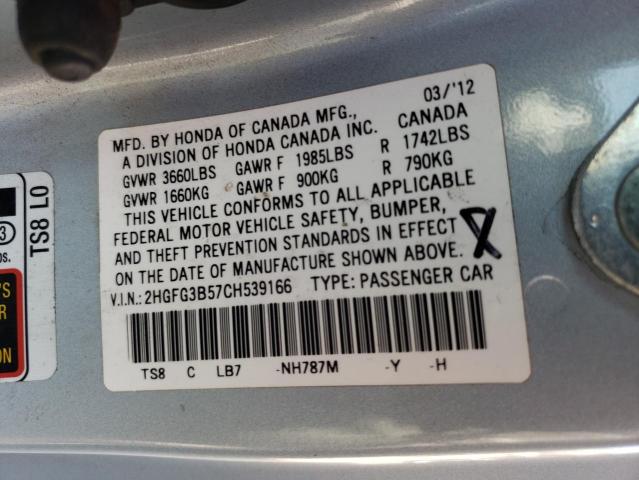 03/'12
MFD. BY HONDA OF CANADA MFG.,
A DIVISION OF HONDA CANADA INC. CANADA
GVWR 3660LBS GAWR F 1985LBS R 1742LBS
GVWR 1660KG GAWR F 900KG R 790KG
THIS VEHICLE CONFORMS TO ALL APPLICABLE
FEDERAL MOTOR VEHICLE SAFETY, BUMPER,
AND THEFT PREVENTION STANDARDS IN EFFECT
ON THE DATE OF MANUFACTURE SHOWN ABOVE.
V.I.N.: 2HGFG3B57CH539166 TYPE: PASSENGER CAR
TS8 C LB7 -NH787M -Y -H
TS8 L0
3